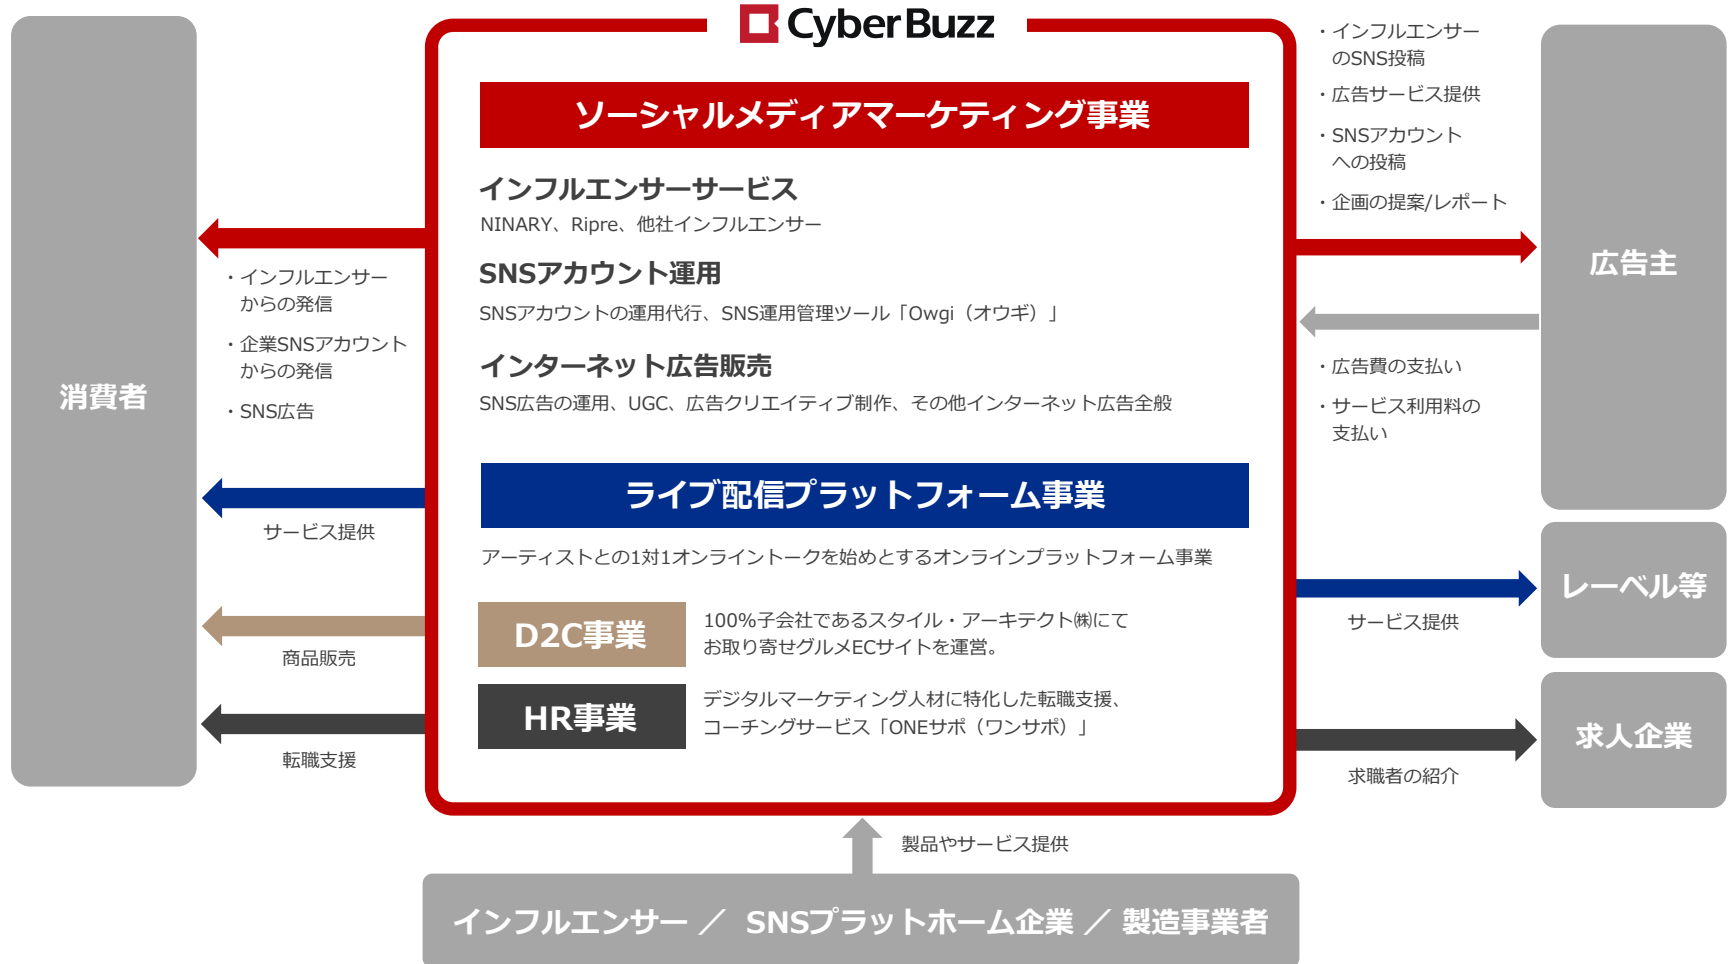 CyberBuzz
ソーシャルメディアマーケティング事業
インフルエンサーサービス
NINARY、Ripre、他社インフルエンサー
SNSアカウント運用
SNSアカウントの運用代行、SNS運用管理ツール「Owgi（オウギ）」
インターネット広告販売
SNS広告の運用、UGC、広告クリエイティブ制作、その他インターネット広告全般
ライブ配信プラットフォーム事業
アーティストとの1対1オンライントークを始めとするオンラインプラットフォーム事業
D2C事業
100%子会社であるスタイル・アーキテクト㈱にて
お取り寄せグルメECサイトを運営。
HR事業
デジタルマーケティング人材に特化した転職支援、
コーチングサービス「ONEサポ（ワンサポ）」
消費者
・インフルエンサー
からの発信
・企業SNSアカウント
からの発信
・SNS広告
サービス提供
商品販売
転職支援
・インフルエンサー
のSNS投稿
・広告サービス提供
・SNSアカウント
への投稿
・企画の提案/レポート
広告主
・広告費の支払い
・サービス利用料の
支払い
レーベル等
サービス提供
求人企業
求職者の紹介
製品やサービス提供
インフルエンサー ／ SNSプラットホーム企業 ／ 製造事業者